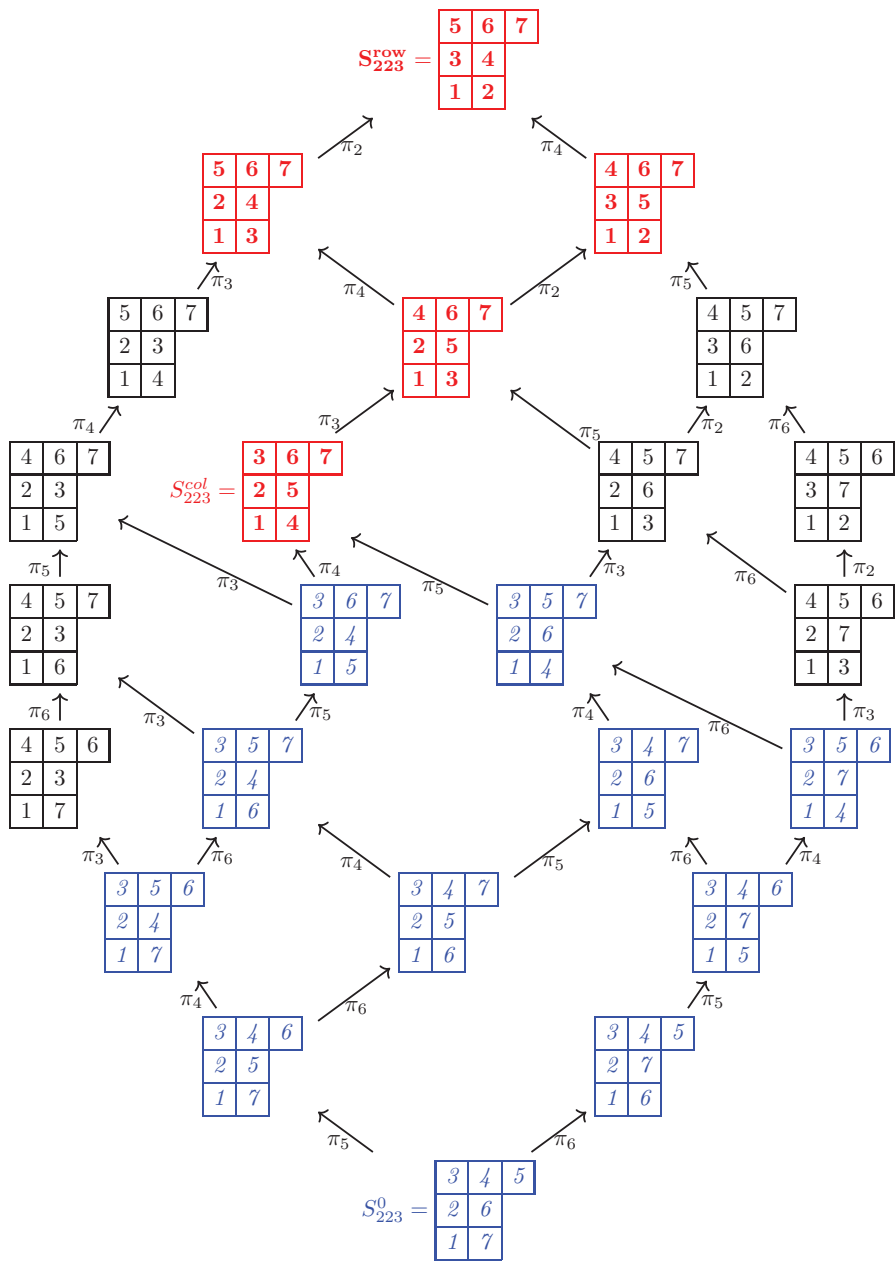 5 6 7
S^row_223 = 3 4
1 2
π2 π4
5 6 7 4 6 7
2 4 3 5
1 3 1 2
π3 π4 π2 π5
5 6 7 4 6 7 4 5 7
2 3 2 5 3 6
1 4 1 3 1 2
π4 π3 π5 π2 π6
4 6 7 3 6 7 4 5 7 4 5 6
2 3 S^col_223 = 2 5 2 6 3 7
1 5 1 4 1 3 1 2
π5 π3 π4 π5 π3 π6 π2
4 5 7 3 6 7 3 5 7 4 5 6
2 3 2 4 2 6 2 7
1 6 1 5 1 4 1 3
π6 π3 π5 π4 π6 π3
4 5 6 3 5 7 3 4 7 3 5 6
2 3 2 4 2 6 2 7
1 7 1 6 1 5 1 4
π3 π6 π4 π5 π6 π4
3 5 6 3 4 7 3 4 6
2 4 2 5 2 7
1 7 1 6 1 5
π4 π6 π5
3 4 6 3 4 5
2 5 2 7
1 7 1 6
π5 π6
3 4 5
S^0_223 = 2 6
1 7